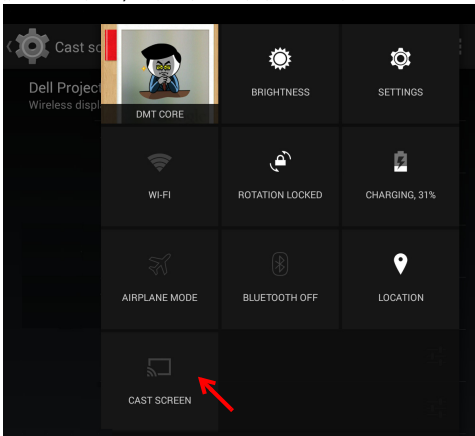 Cast sc
Dell Project
Wireless displ
DMT CORE
BRIGHTNESS
SETTINGS
WI-FI
ROTATION LOCKED
CHARGING, 31%
AIRPLANE MODE
BLUETOOTH OFF
LOCATION
CAST SCREEN